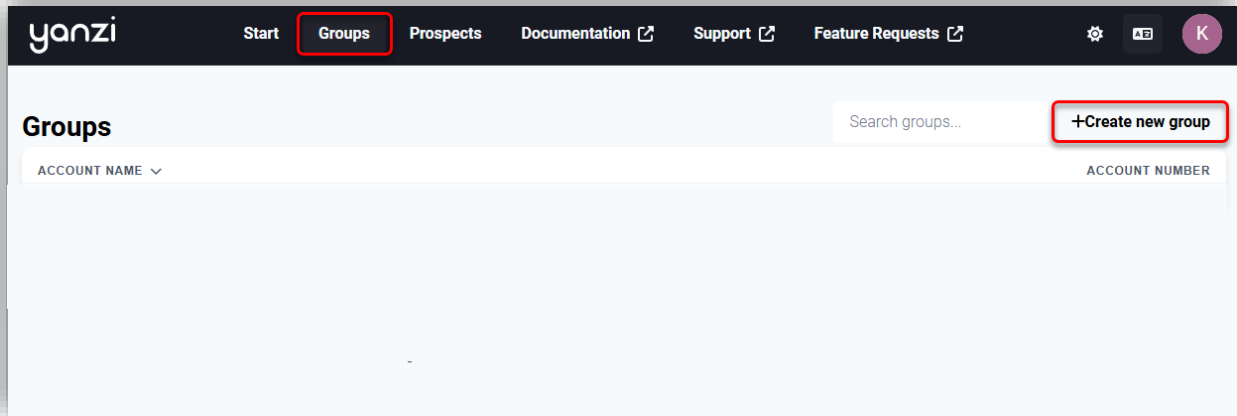 yanzi Start Groups Prospects Documentation Support Feature Requests K
Groups Search groups... +Create new group
ACCOUNT NAME ACCOUNT NUMBER
-